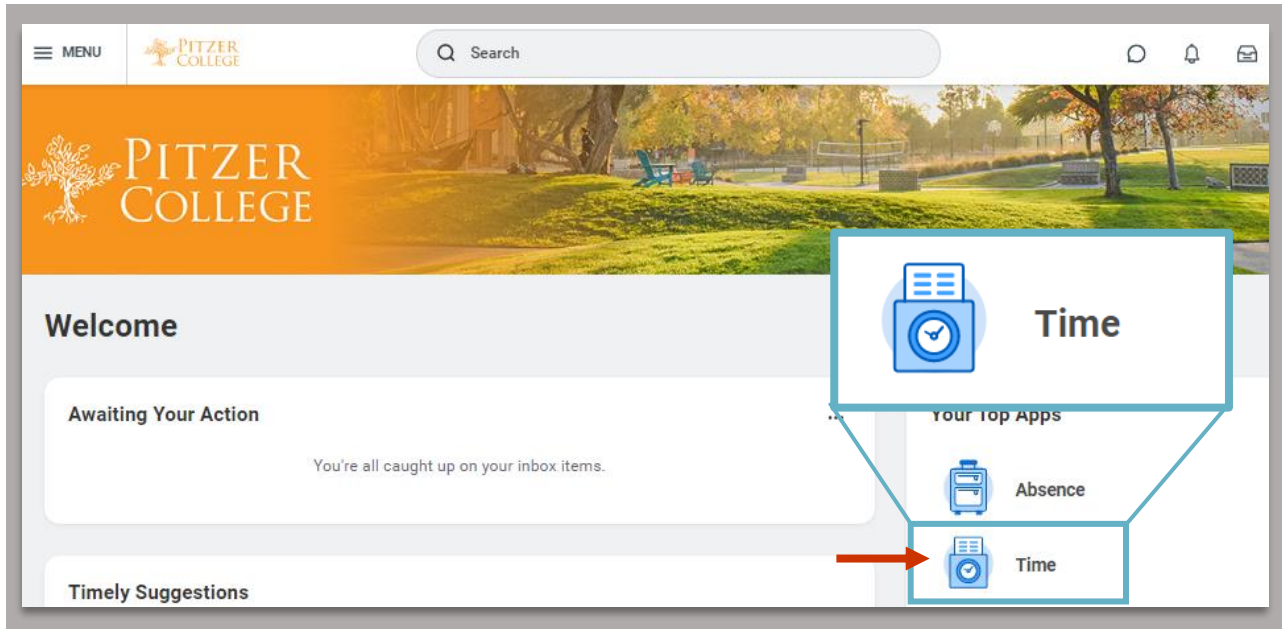 MENU
PITZER
COLLEGE
Search
PITZER
COLLEGE
Welcome
Time
Awaiting Your Action
...
Your Top Apps
You're all caught up on your inbox items.
Absence
Time
Timely Suggestions